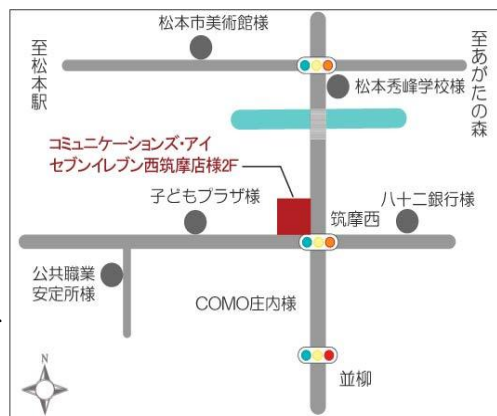 松本市美術館様
至松本駅
至あがたの森
松本秀峰学校様
コミュニケーションズ・アイ
セブンイレブン西筑摩店様2F
子どもプラザ様
八十二銀行様
筑摩西
公共職業
安定所様
COMO庄内様
並柳
N